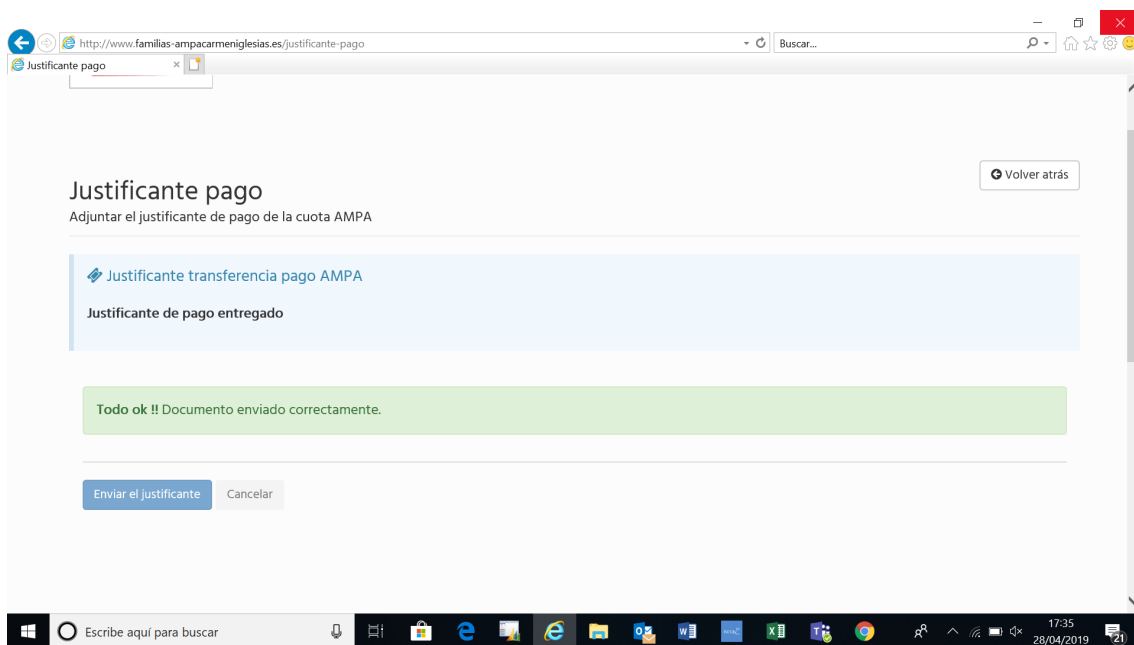 http://www.familias-ampacarmeniglesias.es/justificante-pago
Buscar...
Justificante pago
Volver atrás
Justificante pago
Adjuntar el justificante de pago de la cuota AMPA
Justificante transferencia pago AMPA
Justificante de pago entregado
Todo ok !! Documento enviado correctamente.
Enviar el justificante
Cancelar
Escribe aquí para buscar
17:35
28/04/2019
21